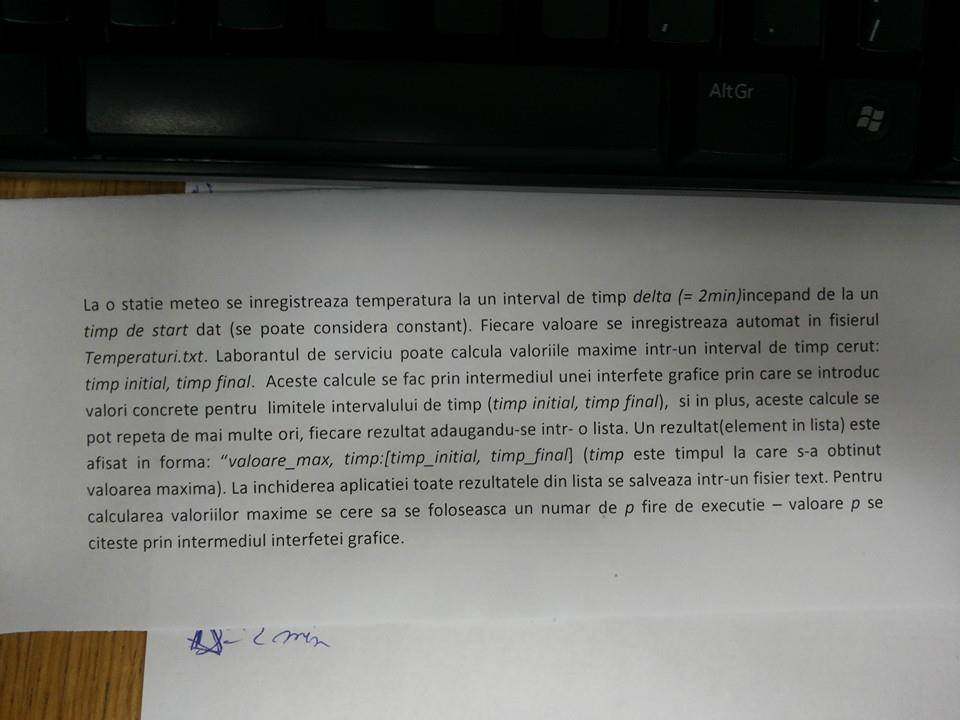 AltGr
La o statie meteo se inregistreaza temperatura la un interval de timp delta (= 2min)incepand de la un
timp de start dat (se poate considera constant). Fiecare valoare se inregistreaza automat in fisierul
Temperaturi.txt. Laborantul de serviciu poate calcula valoriile maxime intr-un interval de timp cerut:
timp initial, timp final. Aceste calcule se fac prin intermediul unei interfete grafice prin care se introduc
valori concrete pentru limitele intervalului de timp (timp initial, timp final), si in plus, aceste calcule se
pot repeta de mai multe ori, fiecare rezultat adaugandu-se intr- o lista. Un rezultat(element in lista) este
afisat in forma: “valoare_max, timp:[timp_initial, timp_final] (timp este timpul la care s-a obtinut
valoarea maxima). La inchiderea aplicatiei toate rezultatele din lista se salveaza intr-un fisier text. Pentru
calcularea valoriilor maxime se cere sa se foloseasca un numar de p fire de executie – valoare p se
citeste prin intermediul interfetei grafice.
2 min